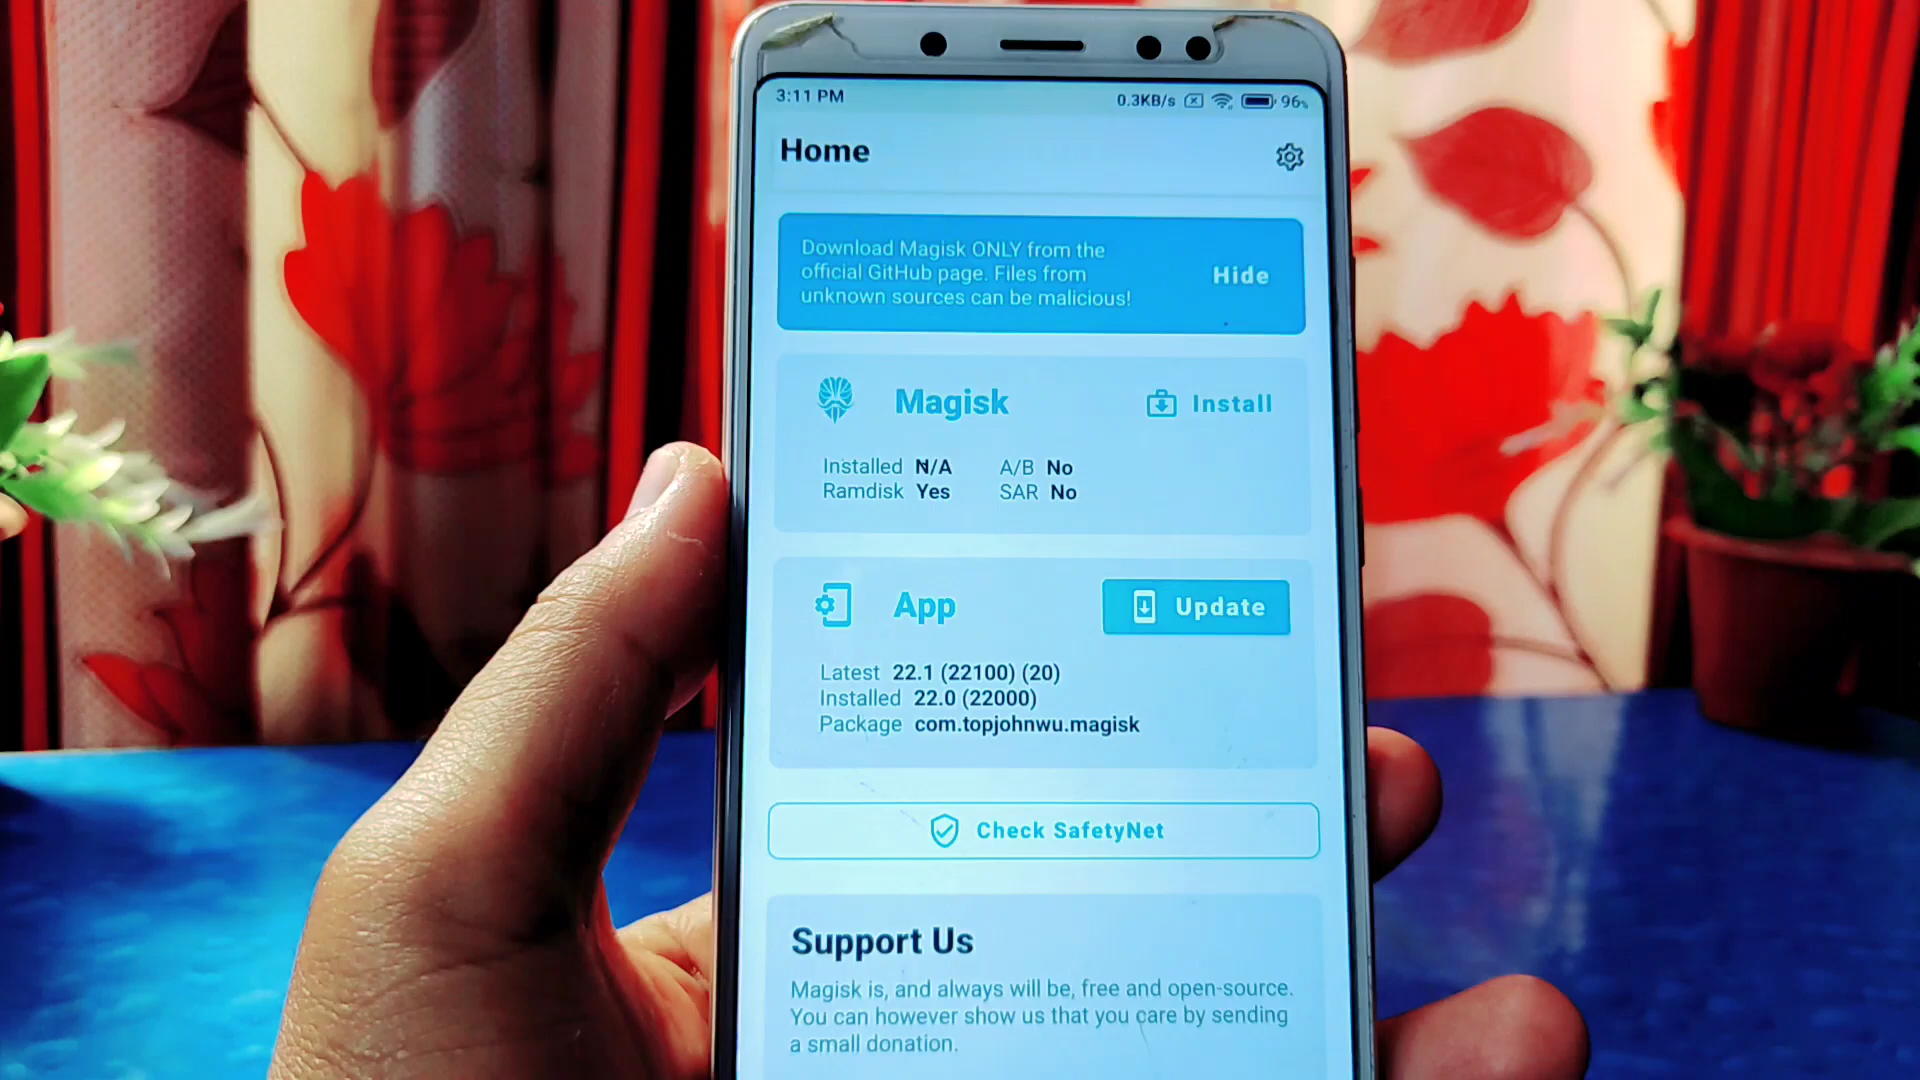 3:11 PM 0.3KB/s 96%
Home
Download Magisk ONLY from the
official GitHub page. Files from
unknown sources can be malicious!
Hide
Magisk
Install
Installed N/A A/B No
Ramdisk Yes SAR No
App
Update
Latest 22.1 (22100) (20)
Installed 22.0 (22000)
Package com.topjohnwu.magisk
Check SafetyNet
Support Us
Magisk is, and always will be, free and open-source.
You can however show us that you care by sending
a small donation.